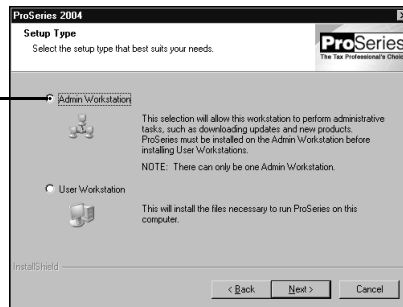 ProSeries 2004
Setup Type
Select the setup type that best suits your needs.
ProSeries
The Tax Professional's Choice
Admin Workstation
This selection will allow this workstation to perform administrative
tasks, such as downloading updates and new products.
ProSeries must be installed on the Admin Workstation before
installing User Workstations.
NOTE: There can only be one Admin Workstation.
User Workstation
This will install the files necessary to run ProSeries on this
computer.
InstallShield
< Back
Next >
Cancel